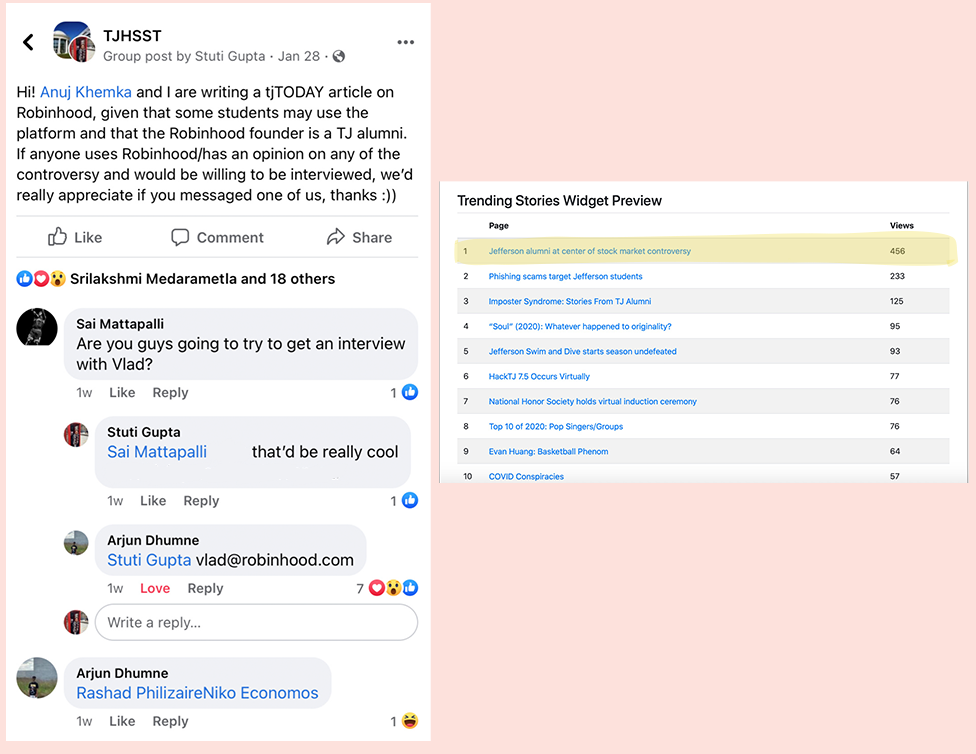 TJHSST
Group post by Stuti Gupta · Jan 28 ·
Hi! Anuj Khemka and I are writing a tjTODAY article on
Robinhood, given that some students may use the
platform and that the Robinhood founder is a TJ alumni.
If anyone uses Robinhood/has an opinion on any of the
controversy and would be willing to be interviewed, we'd
really appreciate if you messaged one of us, thanks :))
Like Comment Share
Srilakshmi Medarametla and 18 others
Sai Mattapalli
Are you guys going to try to get an interview
with Vlad?
1w Like Reply 1
Stuti Gupta
Sai Mattapalli that'd be really cool
1w Like Reply 1
Arjun Dhumne
Stuti Gupta vlad@robinhood.com
1w Love Reply 7
Write a reply...
Arjun Dhumne
Rashad PhilizaireNiko Economos
1w Like Reply 1
Trending Stories Widget Preview
Page Views
1 Jefferson alumni at center of stock market controversy 456
2 Phishing scams target Jefferson students 233
3 Imposter Syndrome: Stories From TJ Alumni 125
4 “Soul” (2020): Whatever happened to originality? 95
5 Jefferson Swim and Dive starts season undefeated 93
6 HackTJ 7.5 Occurs Virtually 77
7 National Honor Society holds virtual induction ceremony 76
8 Top 10 of 2020: Pop Singers/Groups 76
9 Evan Huang: Basketball Phenom 64
10 COVID Conspiracies 57